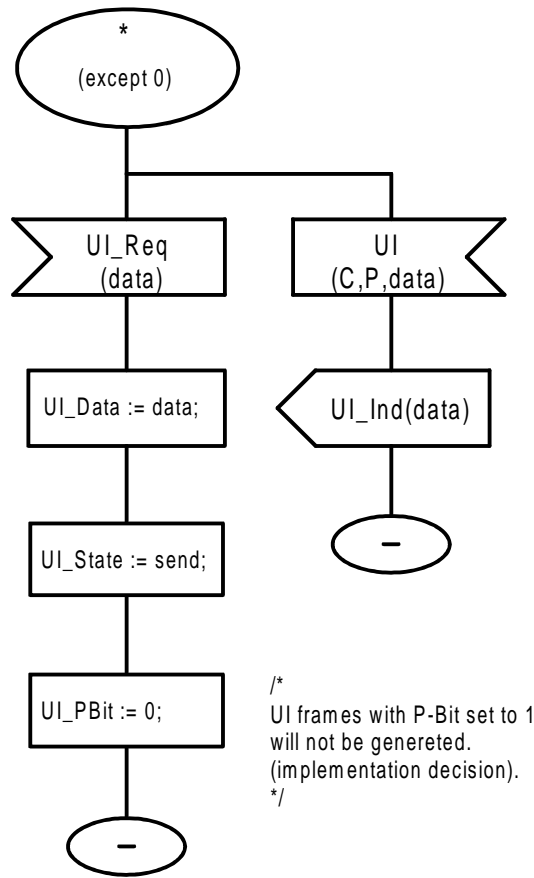 *
(except 0)
UI_Req
(data)
UI
(C,P,data)
UI_Data := data;
UI_Ind(data)
UI_State := send;
–
UI_PBit := 0;
/*
UI frames with P-Bit set to 1
will not be genereted.
(implementation decision).
*/
–